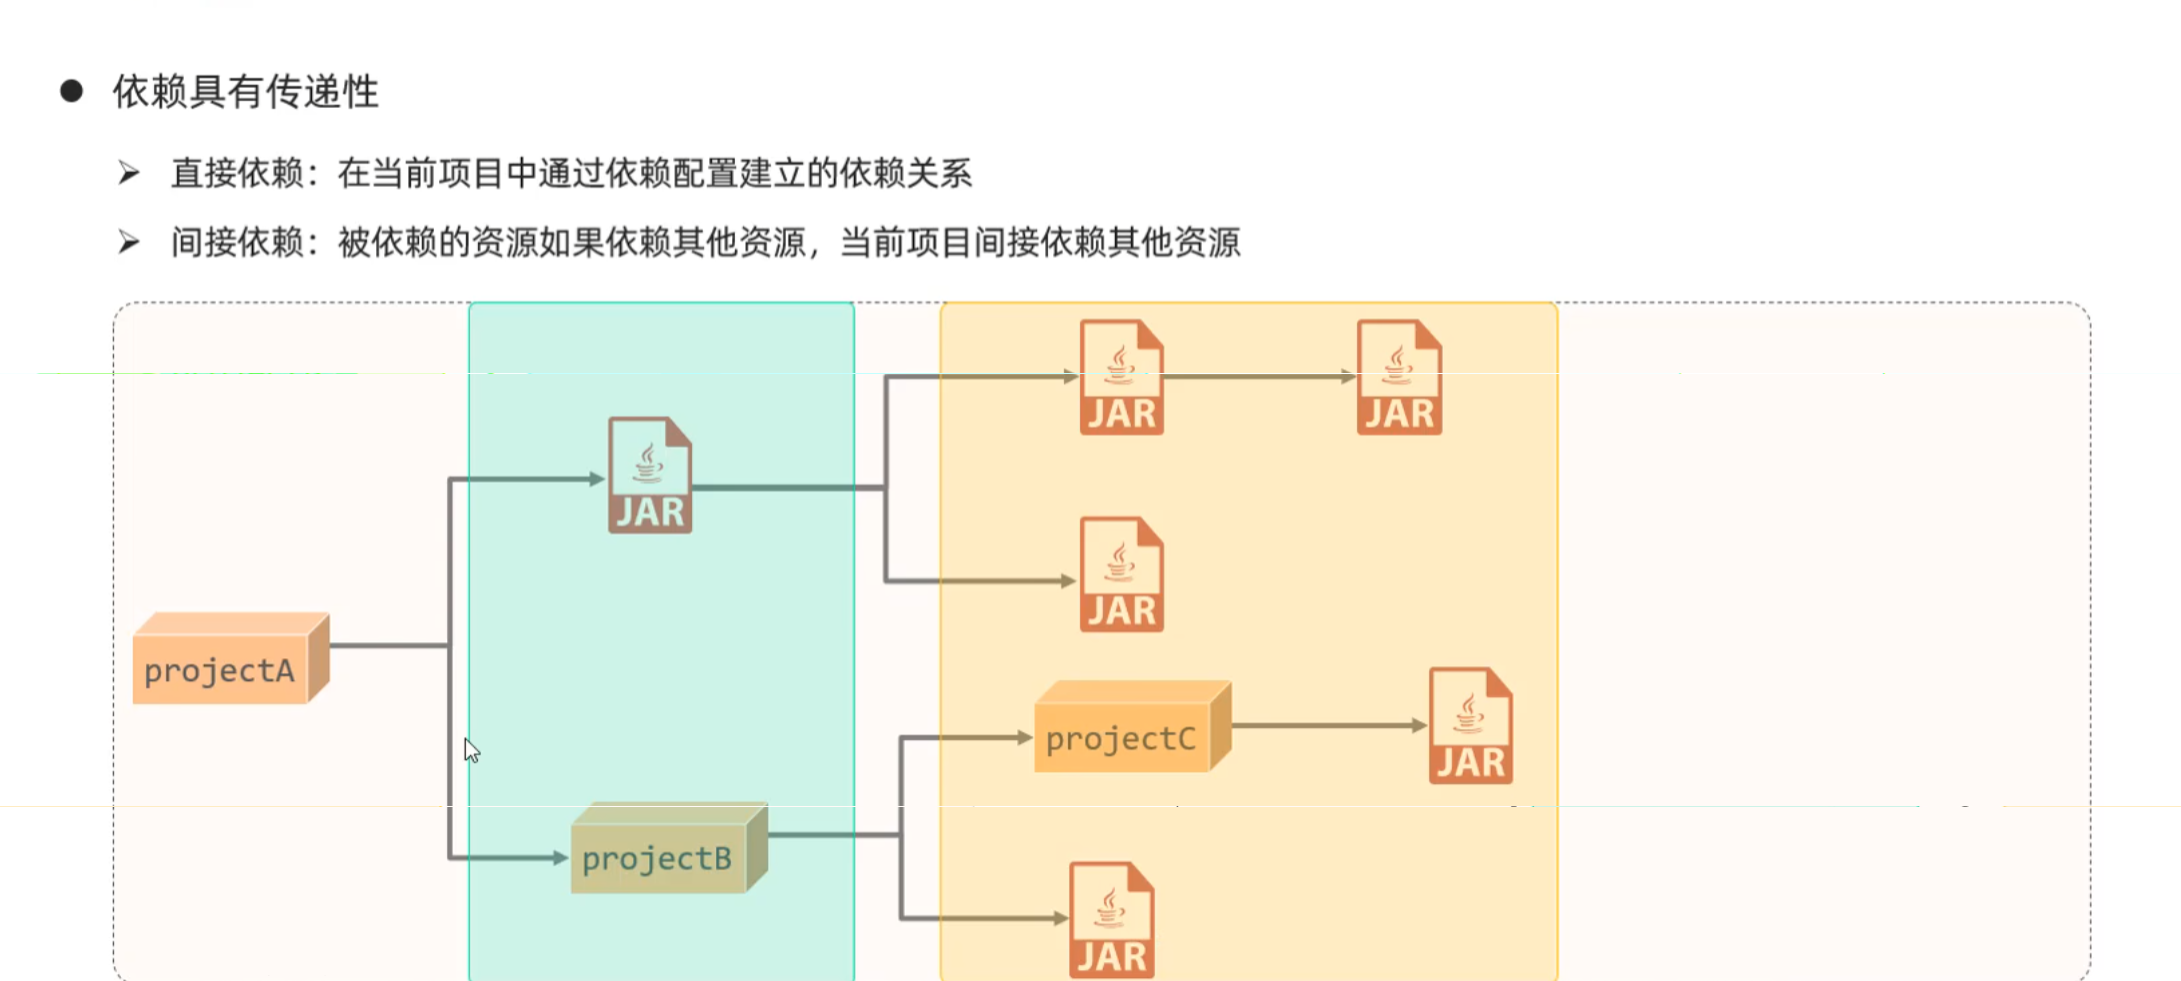 依赖具有传递性
直接依赖：在当前项目中通过依赖配置建立的依赖关系
间接依赖：被依赖的资源如果依赖其他资源，当前项目间接依赖其他资源
JAR
JAR
JAR
JAR
projectA
projectC
JAR
projectB
JAR